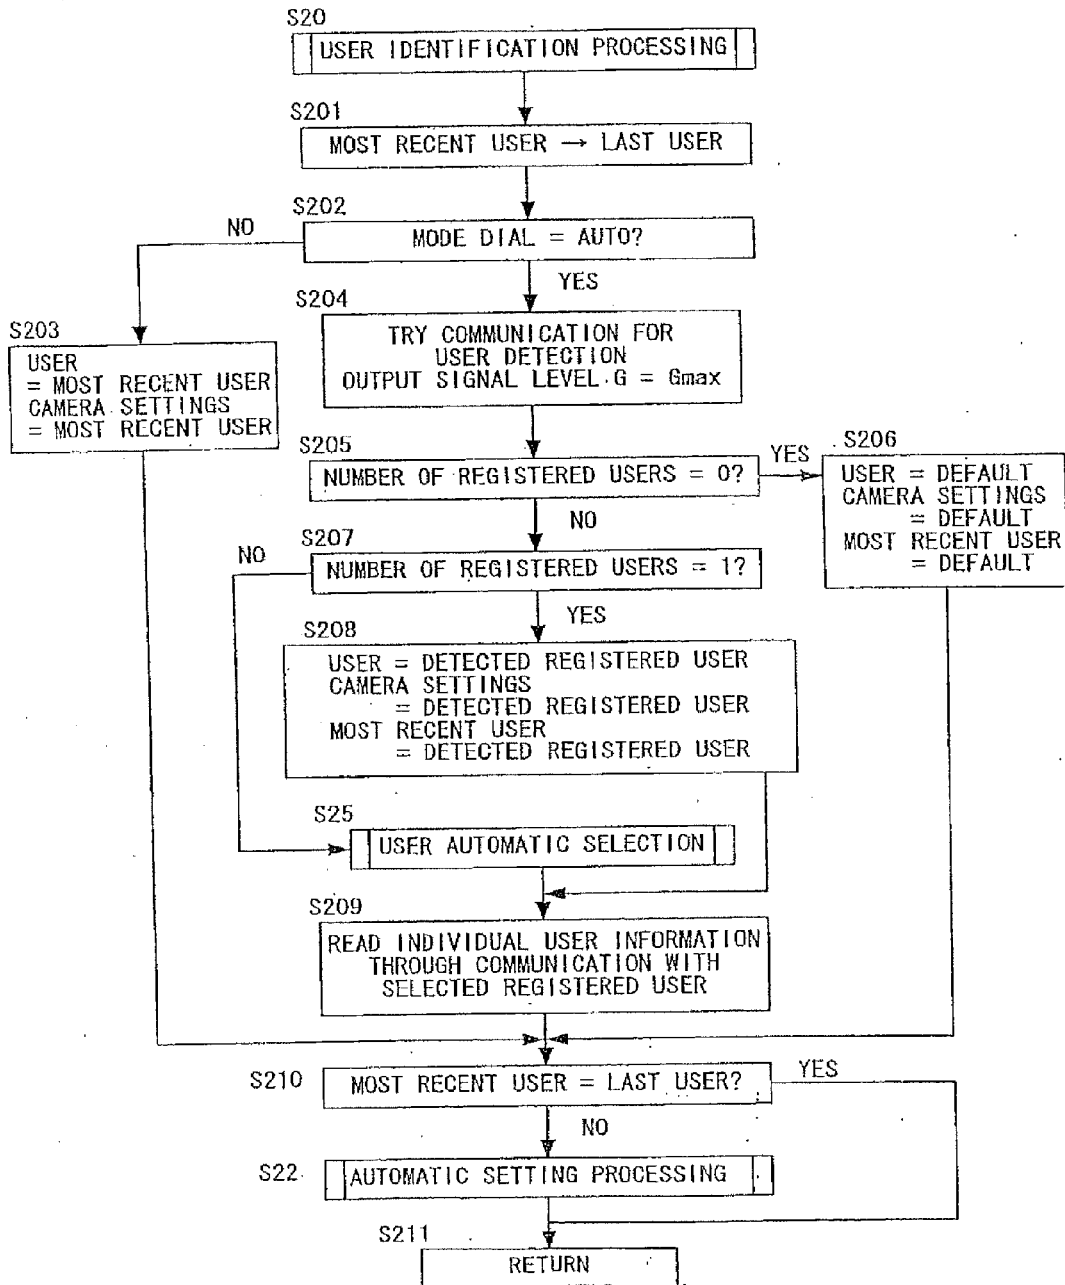 S20
USER IDENTIFICATION PROCESSING
S201
MOST RECENT USER → LAST USER
S202
NO
MODE DIAL = AUTO?
YES
S204
TRY COMMUNICATION FOR
USER DETECTION
OUTPUT SIGNAL LEVEL G = Gmax
S203
USER
= MOST RECENT USER
CAMERA SETTINGS
= MOST RECENT USER
S205
NUMBER OF REGISTERED USERS = 0?
YES
S206
USER = DEFAULT
CAMERA SETTINGS
= DEFAULT
MOST RECENT USER
= DEFAULT
NO
S207
NO
NUMBER OF REGISTERED USERS = 1?
YES
S208
USER = DETECTED REGISTERED USER
CAMERA SETTINGS
= DETECTED REGISTERED USER
MOST RECENT USER
= DETECTED REGISTERED USER
S25
USER AUTOMATIC SELECTION
S209
READ INDIVIDUAL USER INFORMATION
THROUGH COMMUNICATION WITH
SELECTED REGISTERED USER
S210
MOST RECENT USER = LAST USER?
YES
NO
S22
AUTOMATIC SETTING PROCESSING
S211
RETURN